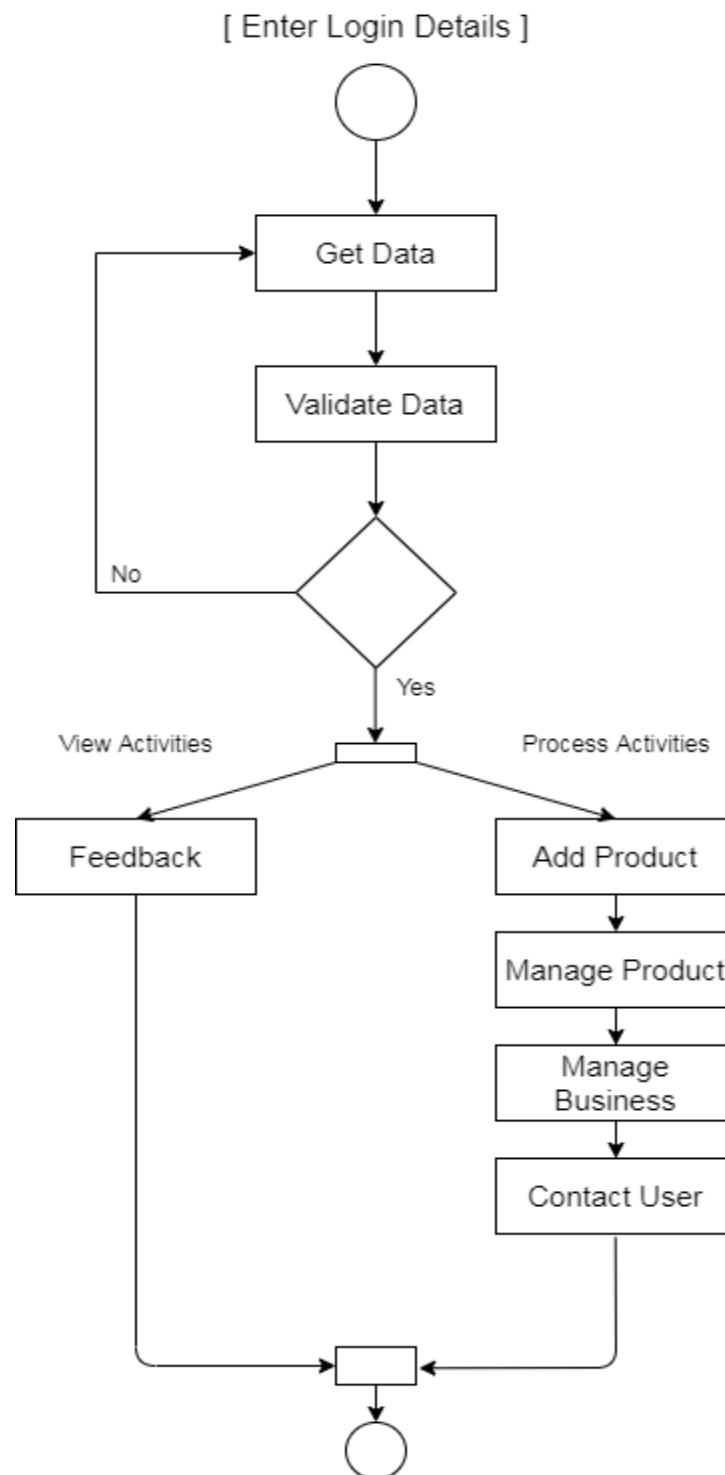 [ Enter Login Details ]
Get Data
Validate Data
No
Yes
View Activities
Process Activities
Feedback
Add Product
Manage Product
Manage
Business
Contact User